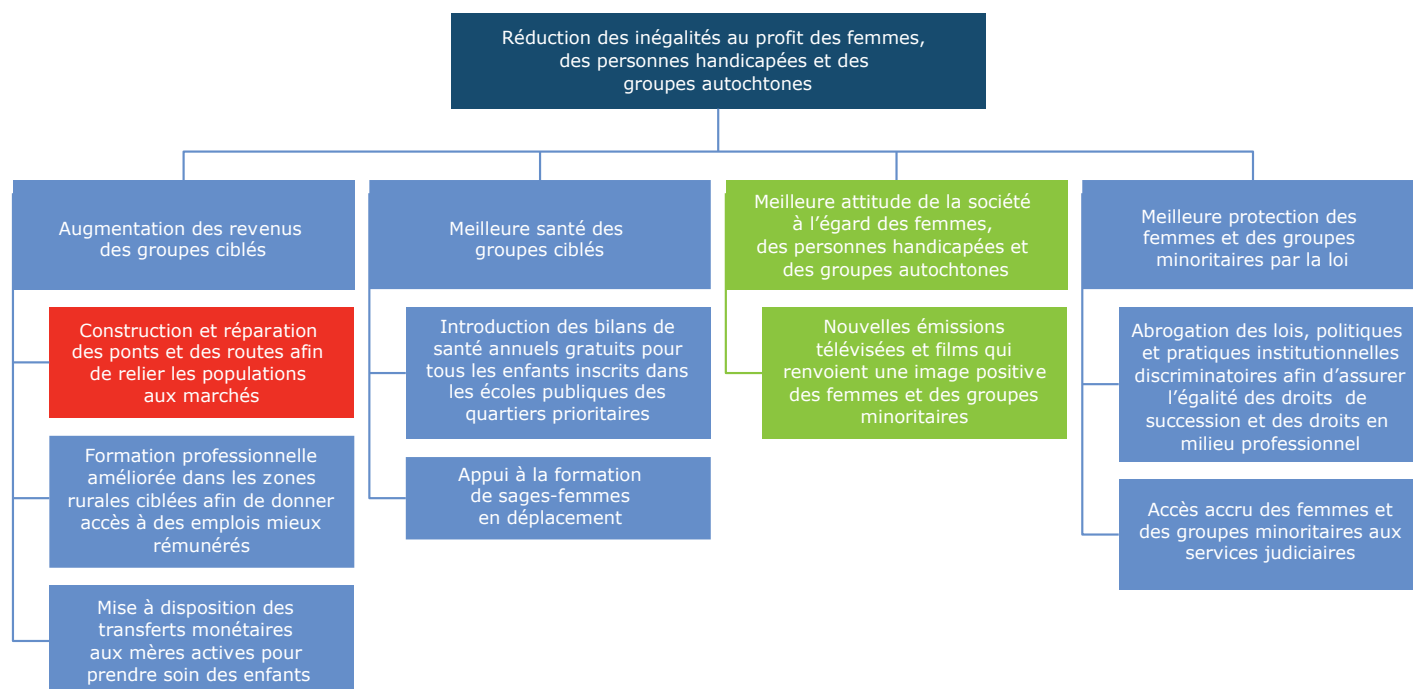 Réduction des inégalités au profit des femmes,
des personnes handicapées et des
groupes autochtones
Augmentation des revenus
des groupes ciblés
Construction et réparation
des ponts et des routes afin
de relier les populations
aux marchés
Formation professionnelle
améliorée dans les zones
rurales ciblées afin de donner
accès à des emplois mieux
rémunérés
Mise à disposition des
transferts monétaires
aux mères actives pour
prendre soin des enfants
Meilleure santé des
groupes ciblés
Introduction des bilans de
santé annuels gratuits pour
tous les enfants inscrits dans
les écoles publiques des
quartiers prioritaires
Appui à la formation
de sages-femmes
en déplacement
Meilleure attitude de la société
à l’égard des femmes,
des personnes handicapées et
des groupes autochtones
Nouvelles émissions
télévisées et films qui
renvoient une image positive
des femmes et des groupes
minoritaires
Meilleure protection des
femmes et des groupes
minoritaires par la loi
Abrogation des lois, politiques
et pratiques institutionnelles
discriminatoires afin d’assurer
l’égalité des droits de
succession et des droits en
milieu professionnel
Accès accru des femmes et
des groupes minoritaires aux
services judiciaires